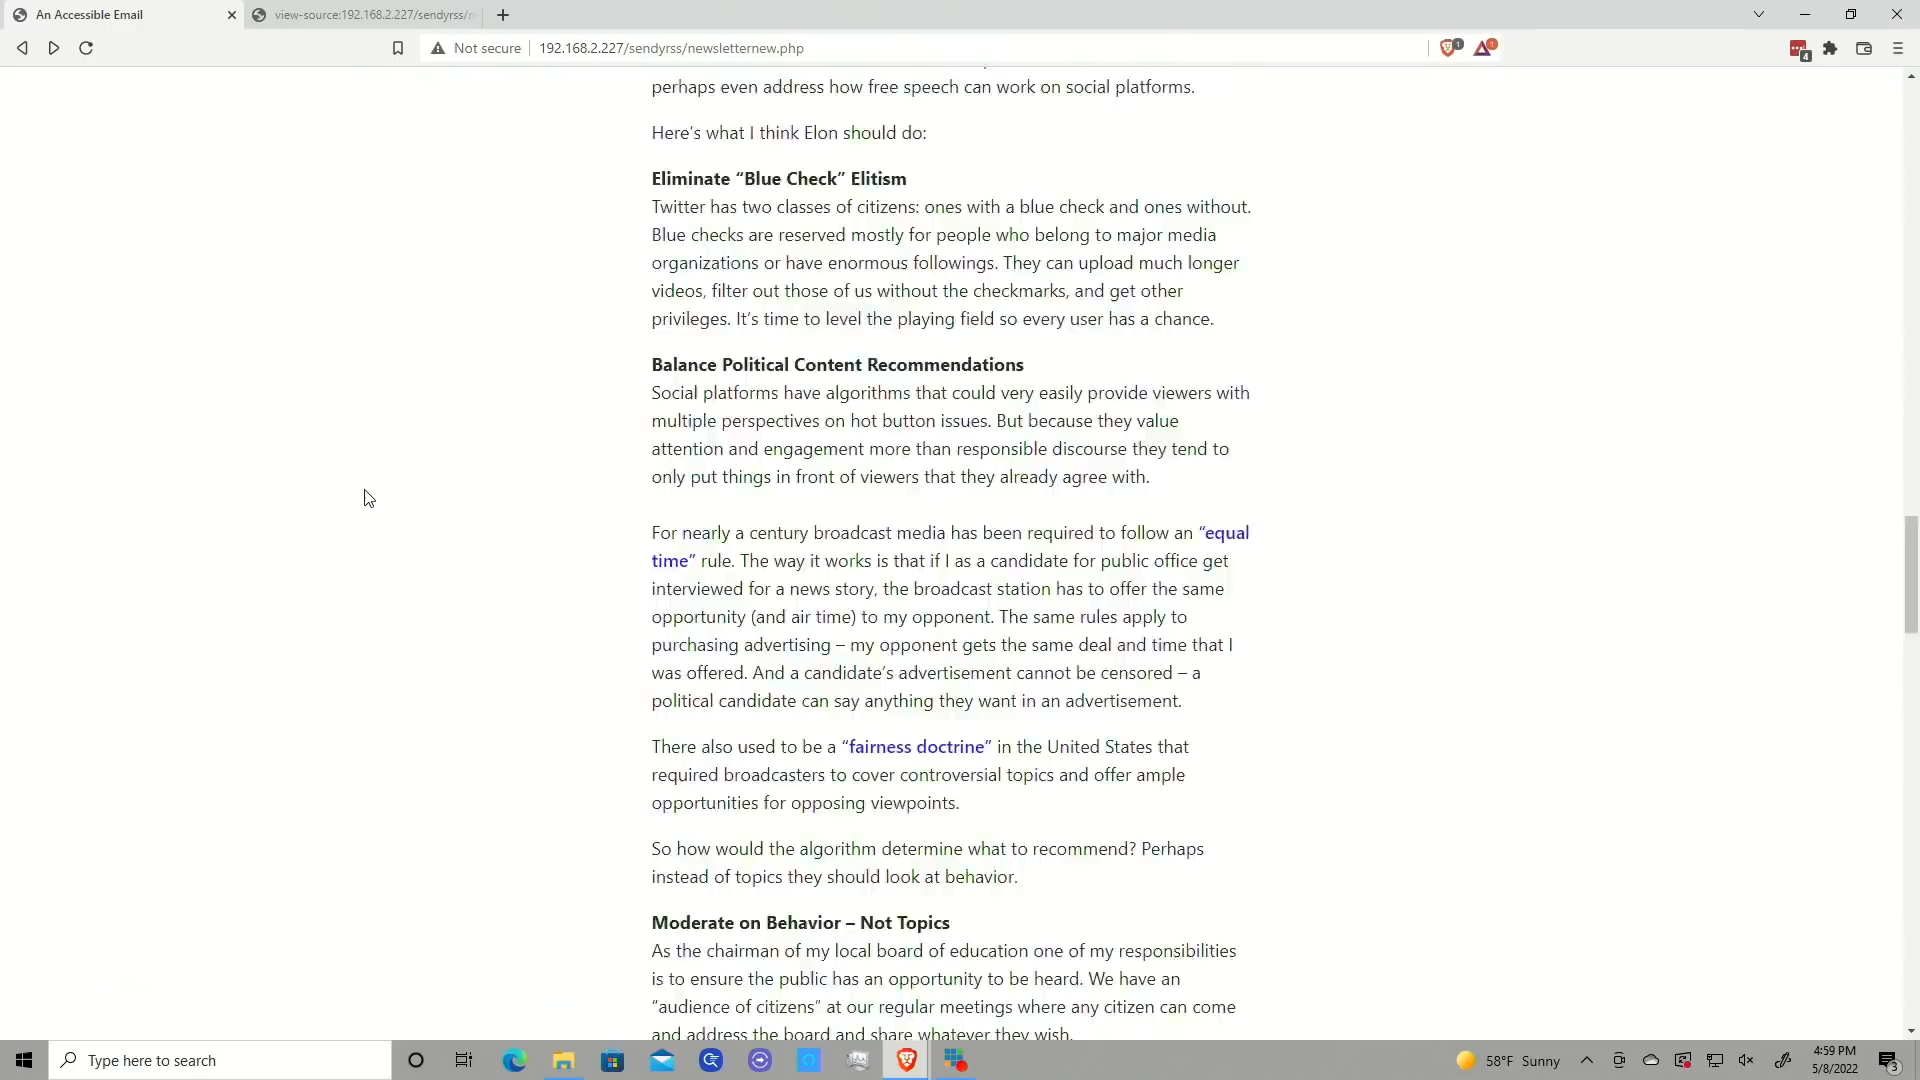 An Accessible Email
view-source:192.168.2.227/sendyrss/n
Not secure
192.168.2.227/sendyrss/newsletternew.php
1
1
4
perhaps even address how free speech can work on social platforms.
Here's what I think Elon should do:
Eliminate “Blue Check” Elitism
Twitter has two classes of citizens: ones with a blue check and ones without.
Blue checks are reserved mostly for people who belong to major media
organizations or have enormous followings. They can upload much longer
videos, filter out those of us without the checkmarks, and get other
privileges. It’s time to level the playing field so every user has a chance.
Balance Political Content Recommendations
Social platforms have algorithms that could very easily provide viewers with
multiple perspectives on hot button issues. But because they value
attention and engagement more than responsible discourse they tend to
only put things in front of viewers that they already agree with.
For nearly a century broadcast media has been required to follow an “equal
time” rule. The way it works is that if I as a candidate for public office get
interviewed for a news story, the broadcast station has to offer the same
opportunity (and air time) to my opponent. The same rules apply to
purchasing advertising – my opponent gets the same deal and time that I
was offered. And a candidate’s advertisement cannot be censored – a
political candidate can say anything they want in an advertisement.
There also used to be a “fairness doctrine” in the United States that
required broadcasters to cover controversial topics and offer ample
opportunities for opposing viewpoints.
So how would the algorithm determine what to recommend? Perhaps
instead of topics they should look at behavior.
Moderate on Behavior – Not Topics
As the chairman of my local board of education one of my responsibilities
is to ensure the public has an opportunity to be heard. We have an
“audience of citizens” at our regular meetings where any citizen can come
and address the board and share whatever they wish.
Type here to search
58°F Sunny
4:59 PM
5/8/2022
3